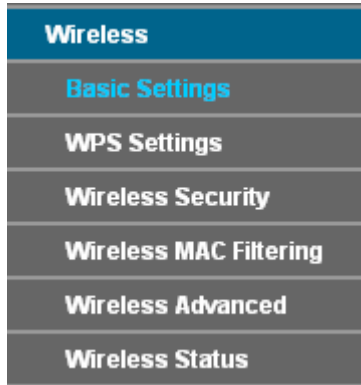 Wireless
Basic Settings
WPS Settings
Wireless Security
Wireless MAC Filtering
Wireless Advanced
Wireless Status